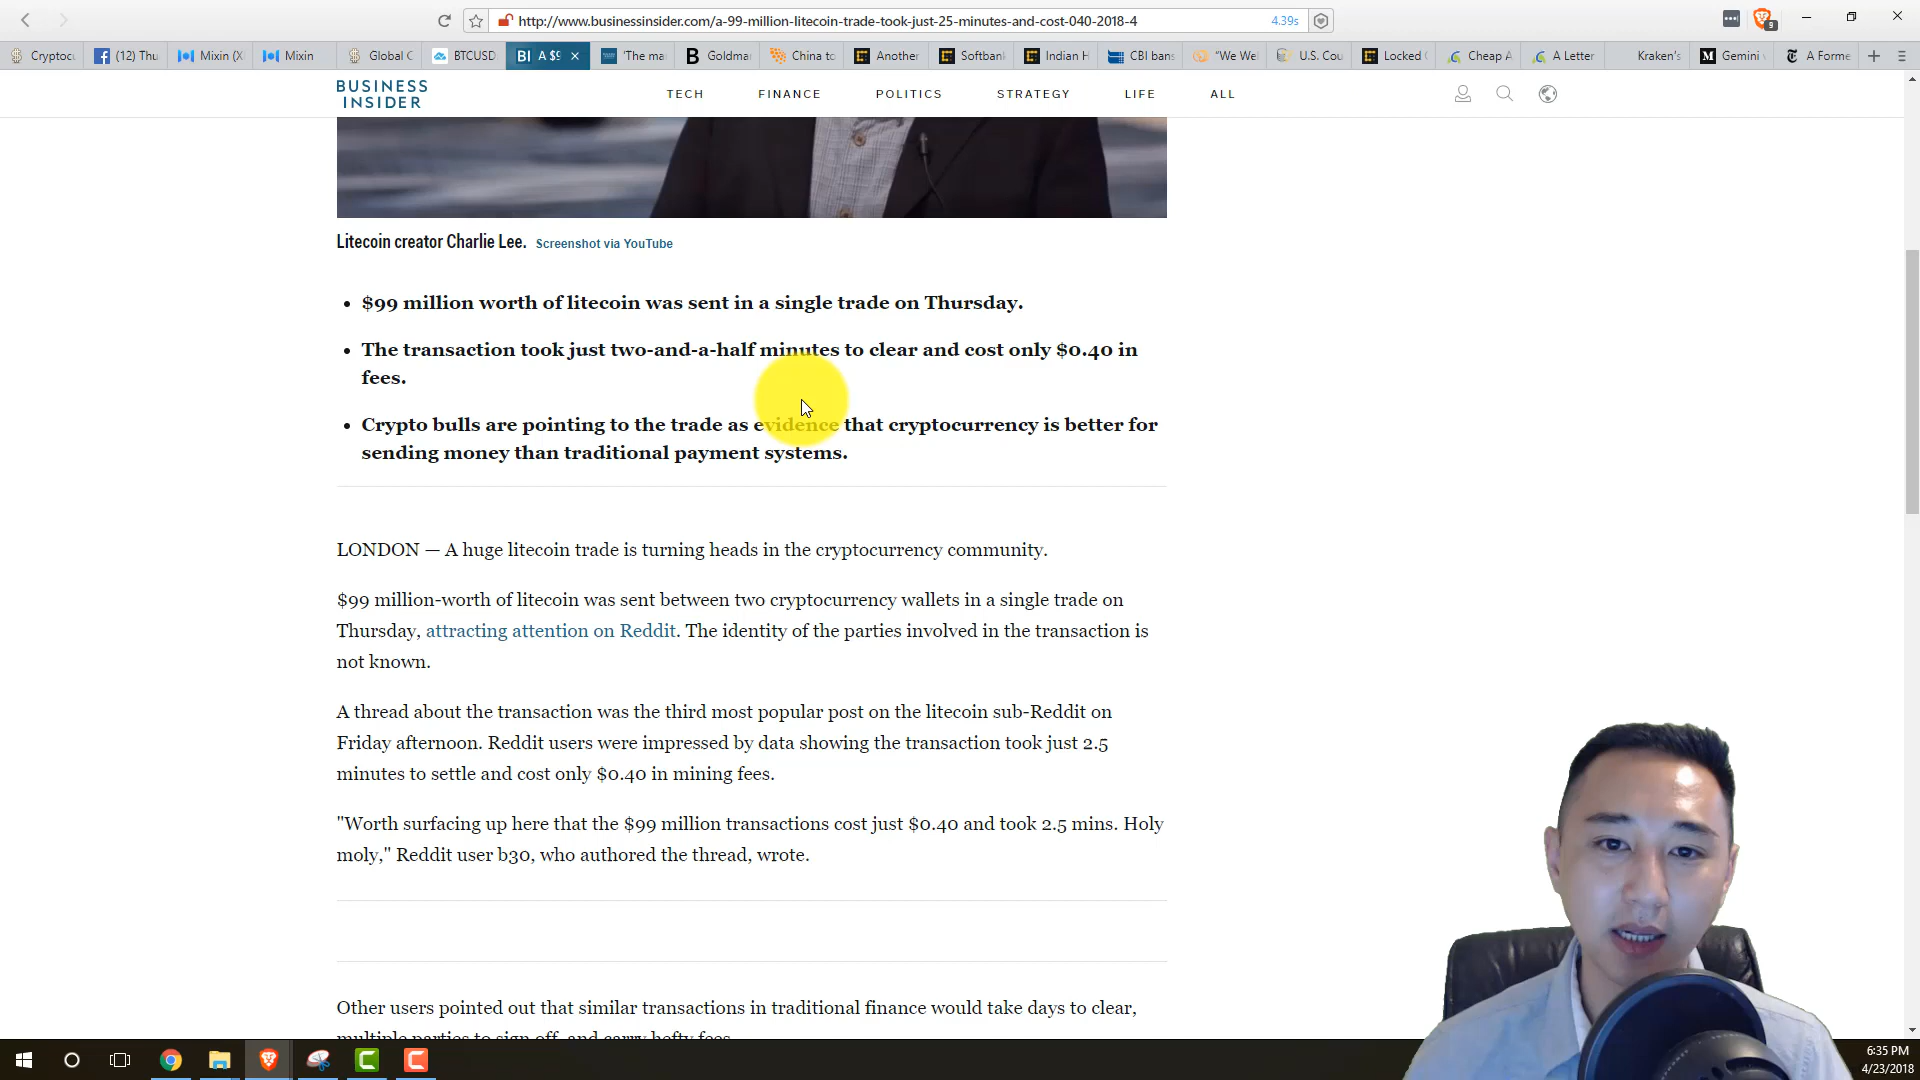 http://www.businessinsider.com/a-99-million-litecoin-trade-took-just-25-minutes-and-cost-040-2018-4
4.39s
9
Cryptoc
(12) Thu
Mixin (X
Mixin
Global C
BTCUSD
BI A $9
'The ma
B Goldma
China to
Another
Softban
Indian H
CBI ban
"We We
U.S. Cou
Locked
Cheap A
A Letter
Kraken's
M Gemini
A Forme
BUSINESS
INSIDER
TECH
FINANCE
POLITICS
STRATEGY
LIFE
ALL
Litecoin creator Charlie Lee. Screenshot via YouTube
• $99 million worth of litecoin was sent in a single trade on Thursday.
• The transaction took just two-and-a-half minutes to clear and cost only $0.40 in
fees.
• Crypto bulls are pointing to the trade as evidence that cryptocurrency is better for
sending money than traditional payment systems.
LONDON — A huge litecoin trade is turning heads in the cryptocurrency community.
$99 million-worth of litecoin was sent between two cryptocurrency wallets in a single trade on
Thursday, attracting attention on Reddit. The identity of the parties involved in the transaction is
not known.
A thread about the transaction was the third most popular post on the litecoin sub-Reddit on
Friday afternoon. Reddit users were impressed by data showing the transaction took just 2.5
minutes to settle and cost only $0.40 in mining fees.
"Worth surfacing up here that the $99 million transactions cost just $0.40 and took 2.5 mins. Holy
moly," Reddit user b30, who authored the thread, wrote.
Other users pointed out that similar transactions in traditional finance would take days to clear,
multiple parties to sign off, and carry hefty fees.
6:35 PM
4/23/2018